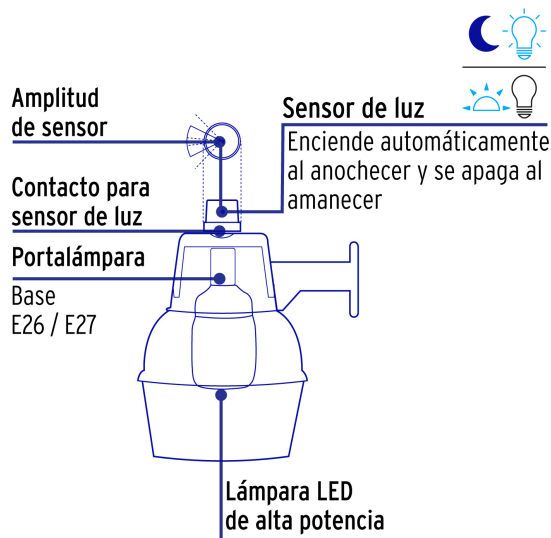 Amplitud
de sensor
Sensor de luz
Enciende automáticamente
al anochecer y se apaga al
amanecer
Contacto para
sensor de luz
Portalámpara
Base
E26 / E27
Lámpara LED
de alta potencia